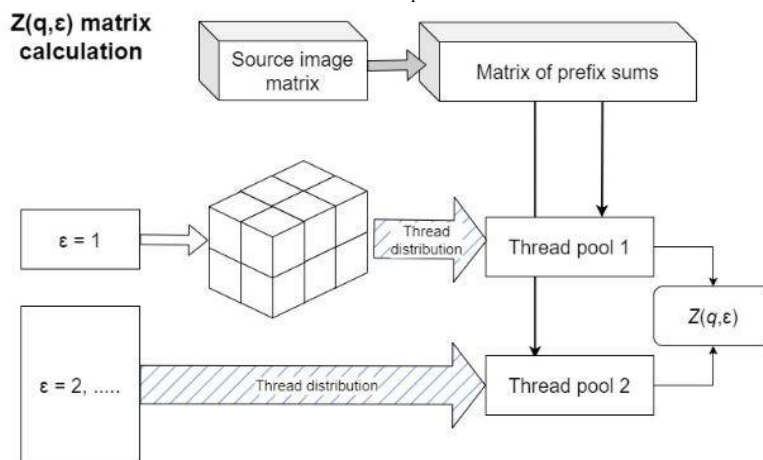 Z(q,ε) matrix
calculation
Source image
matrix
Matrix of prefix sums
ε = 1
Thread
distribution
Thread pool 1
Z(q,ε)
ε = 2, .....
Thread distribution
Thread pool 2